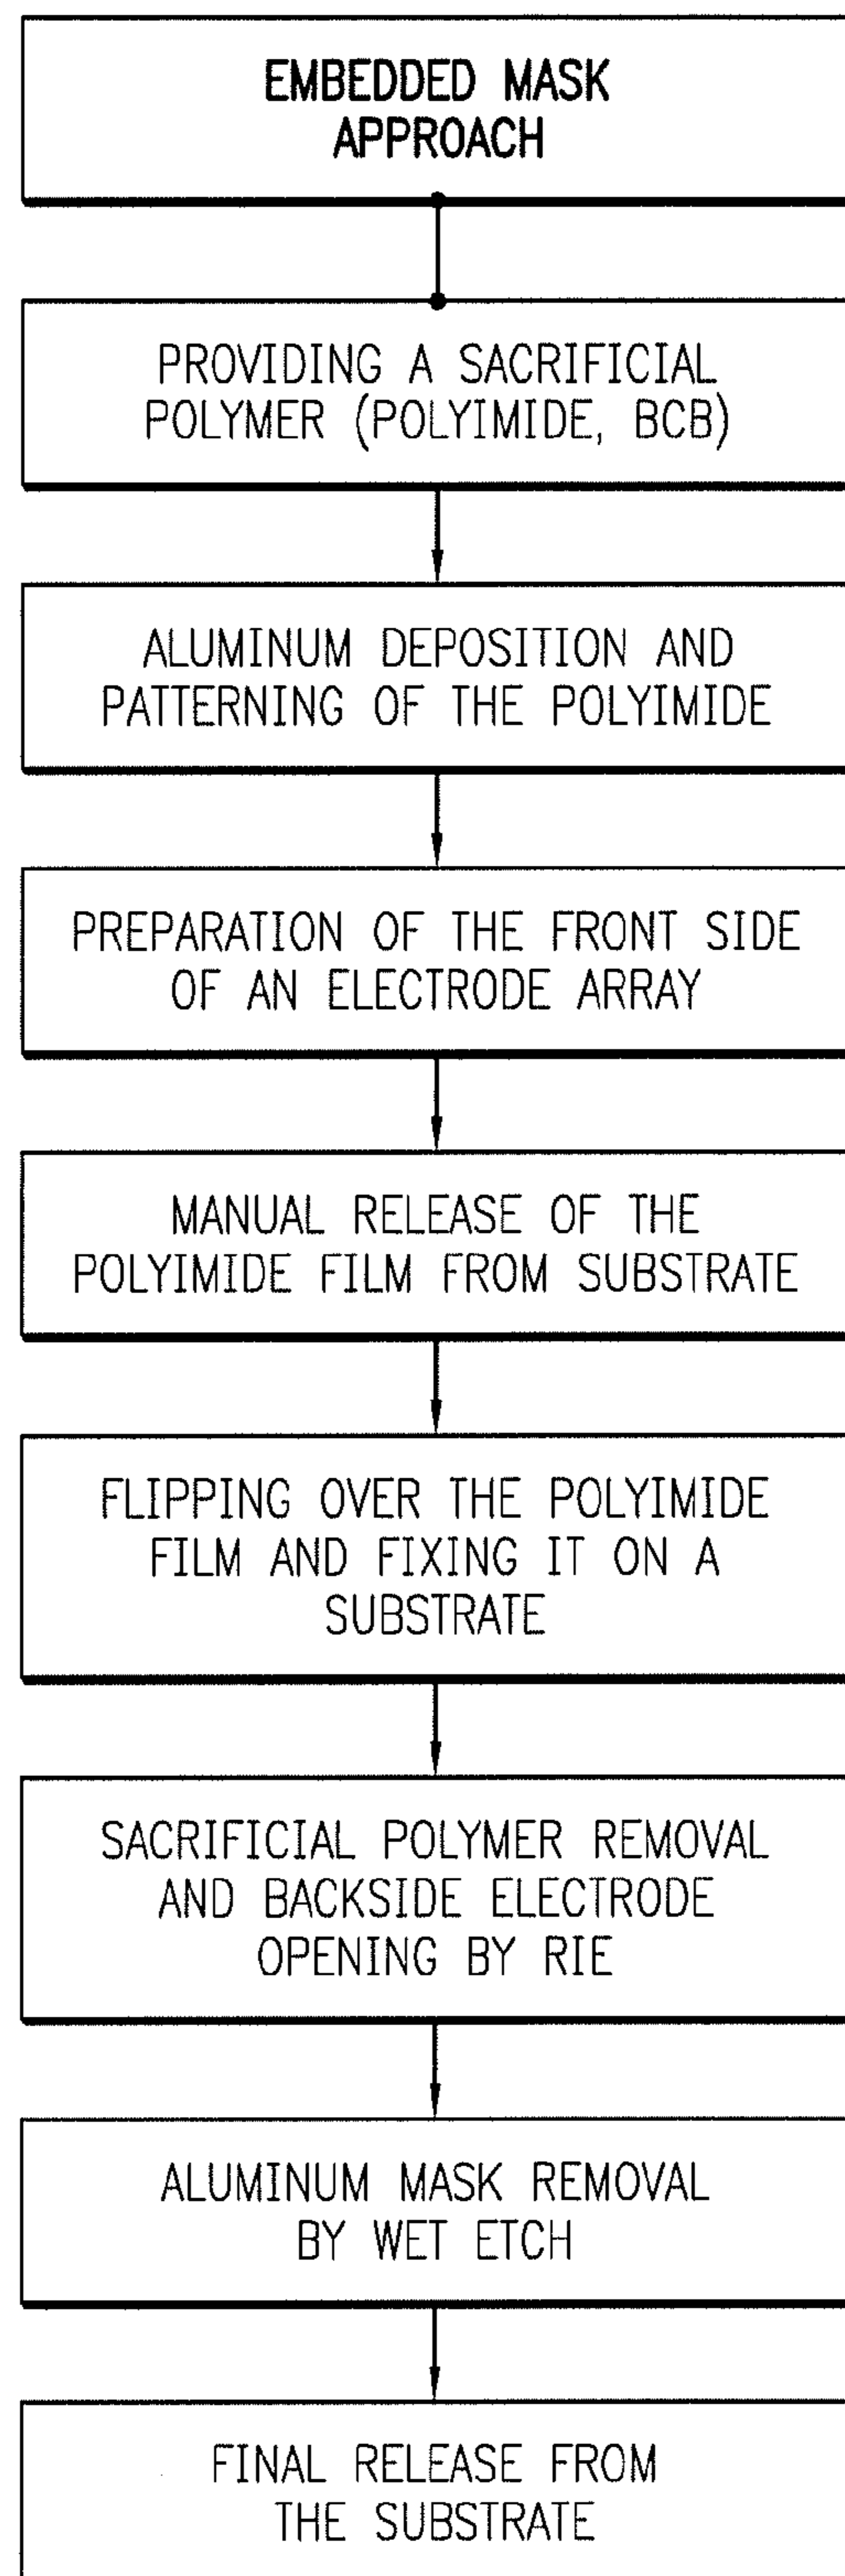 EMBEDDED MASK
APPROACH
PROVIDING A SACRIFICIAL
POLYMER (POLYIMIDE, BCB)
ALUMINUM DEPOSITION AND
PATTERNING OF THE POLYIMIDE
PREPARATION OF THE FRONT SIDE
OF AN ELECTRODE ARRAY
MANUAL RELEASE OF THE
POLYIMIDE FILM FROM SUBSTRATE
FLIPPING OVER THE POLYIMIDE
FILM AND FIXING IT ON A
SUBSTRATE
SACRIFICIAL POLYMER REMOVAL
AND BACKSIDE ELECTRODE
OPENING BY RIE
ALUMINUM MASK REMOVAL
BY WET ETCH
FINAL RELEASE FROM
THE SUBSTRATE